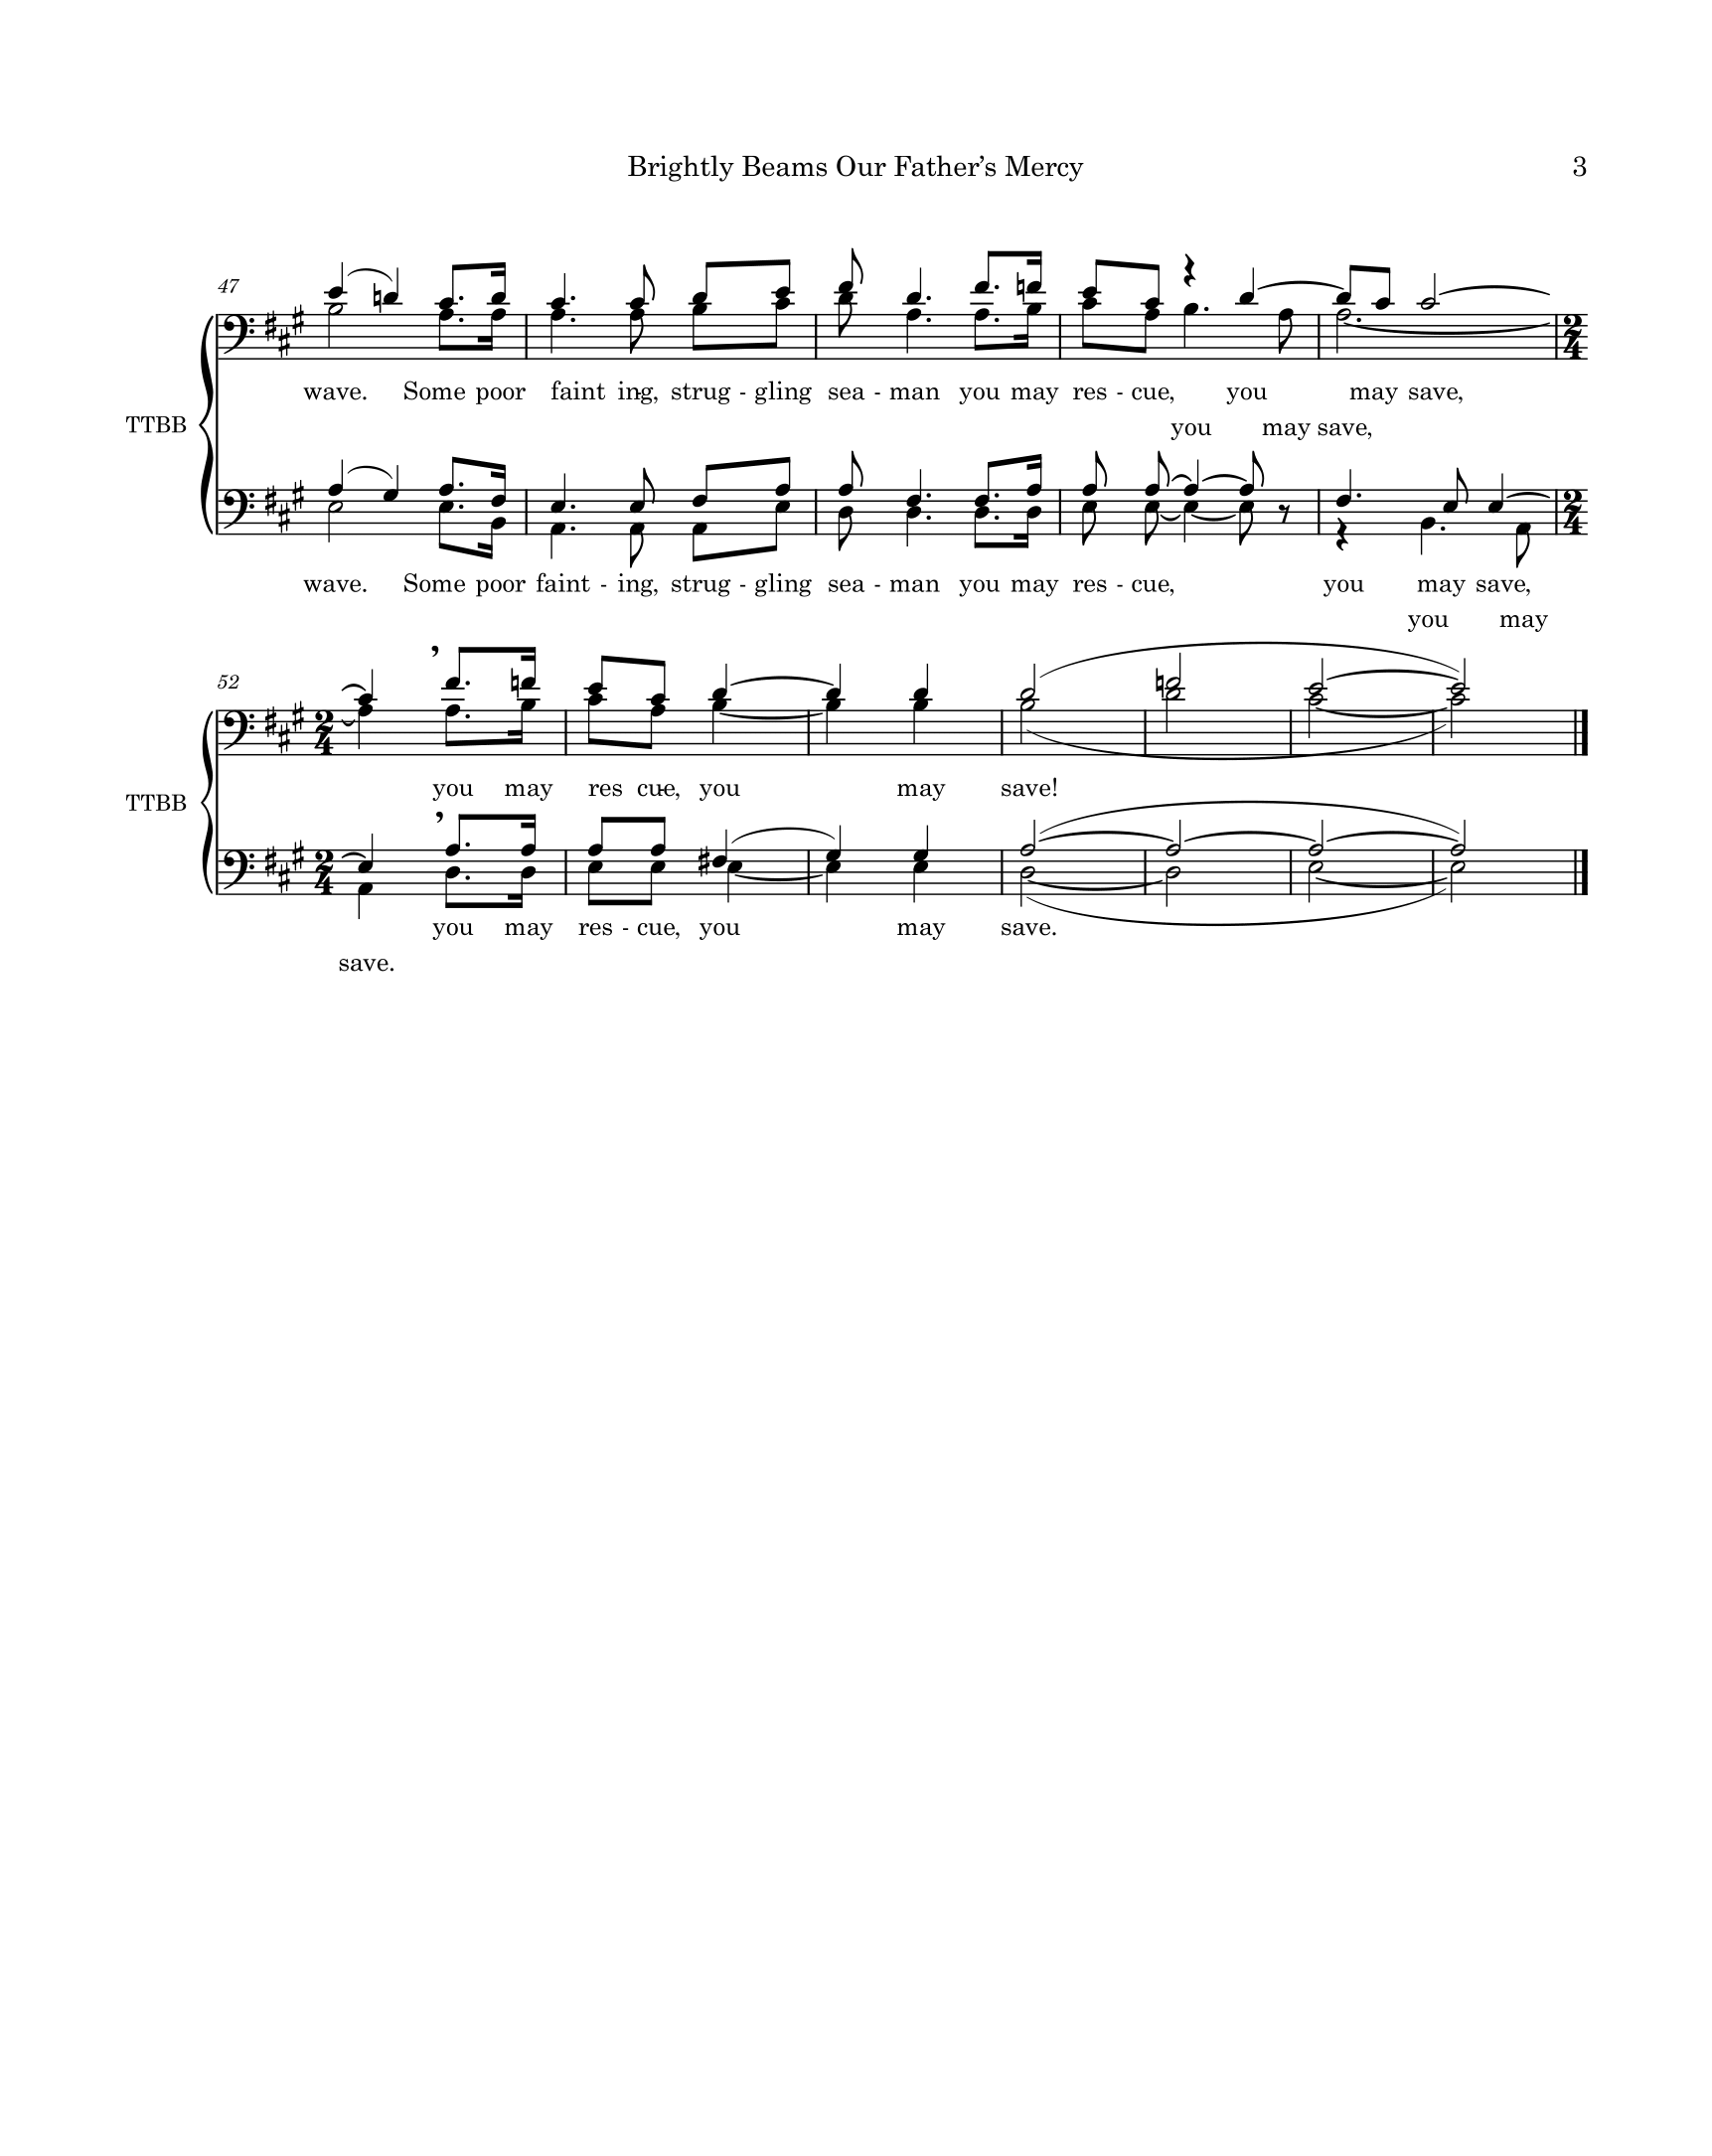 Brightly Beams Our Father’s Mercy 3
47
wave. Some poor faint - ing, strug - gling sea - man you may res - cue, you may save,
TTBB
you may save,
wave. Some poor faint - ing, strug - gling sea - man you may res - cue, you may save,
you may
52
you may res - cue, you may save!
TTBB
you may res - cue, you may save.
save.